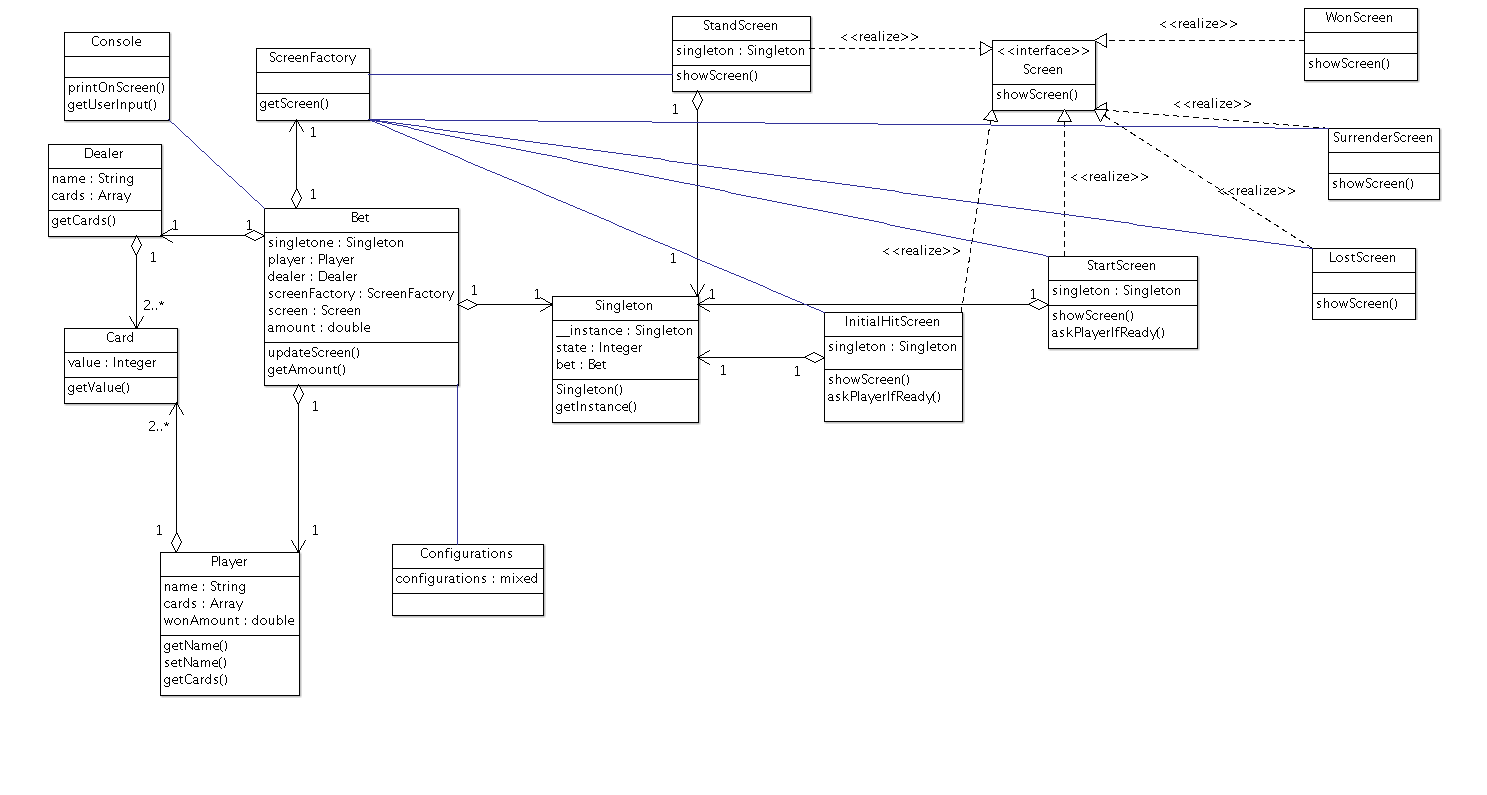 Console
printOnScreen()
getUserInput()
ScreenFactory
getScreen()
StandScreen
singleton : Singleton
showScreen()
<<realize>>
<<interface>>
Screen
showScreen()
<<realize>>
WonScreen
showScreen()
<<realize>>
SurrenderScreen
showScreen()
<<realize>>
<<realize>>
<<realize>>
LostScreen
showScreen()
StartScreen
singleton : Singleton
showScreen()
askPlayerIfReady()
InitialHitScreen
singleton : Singleton
showScreen()
askPlayerIfReady()
Dealer
name : String
cards : Array
getCards()
1
1
1
1
1
2..*
Bet
singletone : Singleton
player : Player
dealer : Dealer
screenFactory : ScreenFactory
screen : Screen
amount : double
updateScreen()
getAmount()
1
1
1
1
1
1
1
Singleton
__instance : Singleton
state : Integer
bet : Bet
Singleton()
getInstance()
Card
value : Integer
getValue()
2..*
1
1
1
Player
name : String
cards : Array
wonAmount : double
getName()
setName()
getCards()
Configurations
configurations : mixed